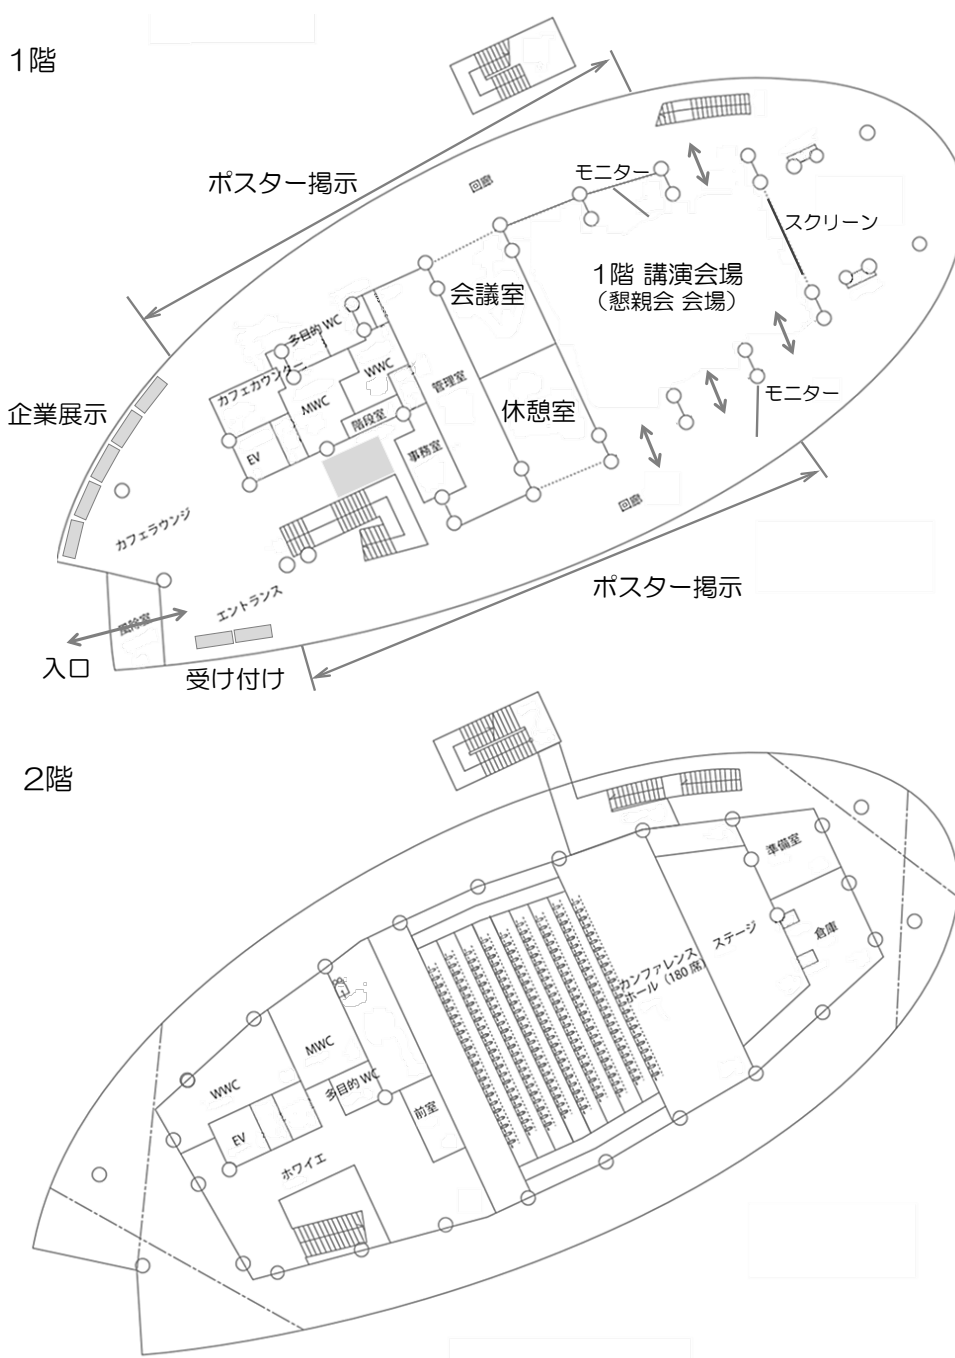 1階
ポスター掲示
回廊
モニター
スクリーン
1階 講演会場
（懇親会 会場）
会議室
多目的 WC
WWC
カフェカウンター
MWC
管理室
階段室
休憩室
モニター
企業展示
EV
事務室
回廊
カフェラウンジ
エントランス
ポスター掲示
風除室
入口
受け付け
2階
準備室
ステージ
倉庫
カンファレンス
ホール（180 席）
MWC
WWC
多目的 WC
前室
EV
ホワイエ